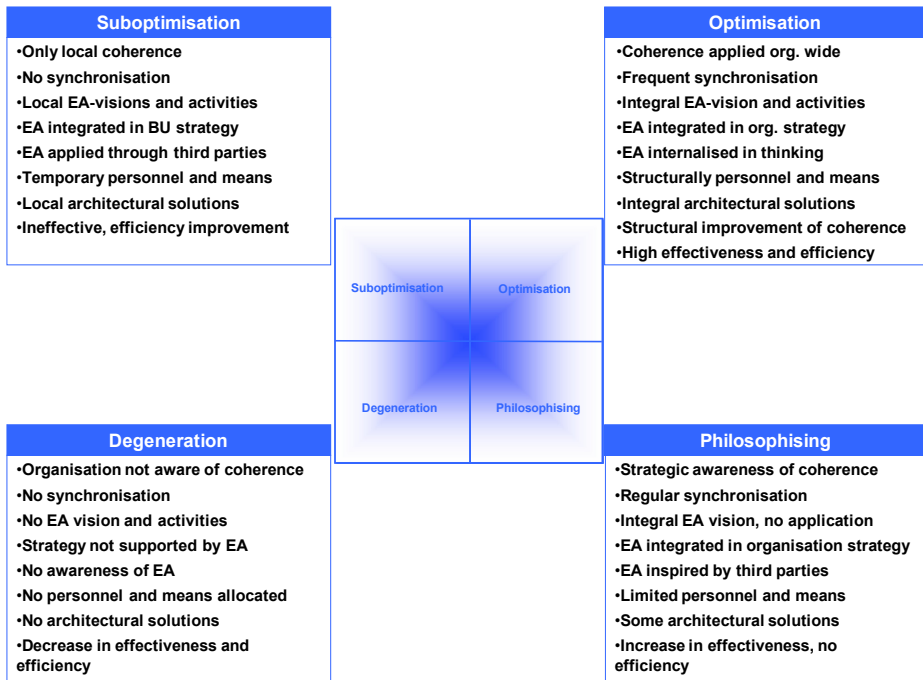 Suboptimisation
•Only local coherence
•No synchronisation
•Local EA-visions and activities
•EA integrated in BU strategy
•EA applied through third parties
•Temporary personnel and means
•Local architectural solutions
•Ineffective, efficiency improvement
Optimisation
•Coherence applied org. wide
•Frequent synchronisation
•Integral EA-vision and activities
•EA integrated in org. strategy
•EA internalised in thinking
•Structurally personnel and means
•Integral architectural solutions
•Structural improvement of coherence
•High effectiveness and efficiency
Suboptimisation
Optimisation
Degeneration
Philosophising
Degeneration
•Organisation not aware of coherence
•No synchronisation
•No EA vision and activities
•Strategy not supported by EA
•No awareness of EA
•No personnel and means allocated
•No architectural solutions
•Decrease in effectiveness and
efficiency
Philosophising
•Strategic awareness of coherence
•Regular synchronisation
•Integral EA vision, no application
•EA integrated in organisation strategy
•EA inspired by third parties
•Limited personnel and means
•Some architectural solutions
•Increase in effectiveness, no
efficiency